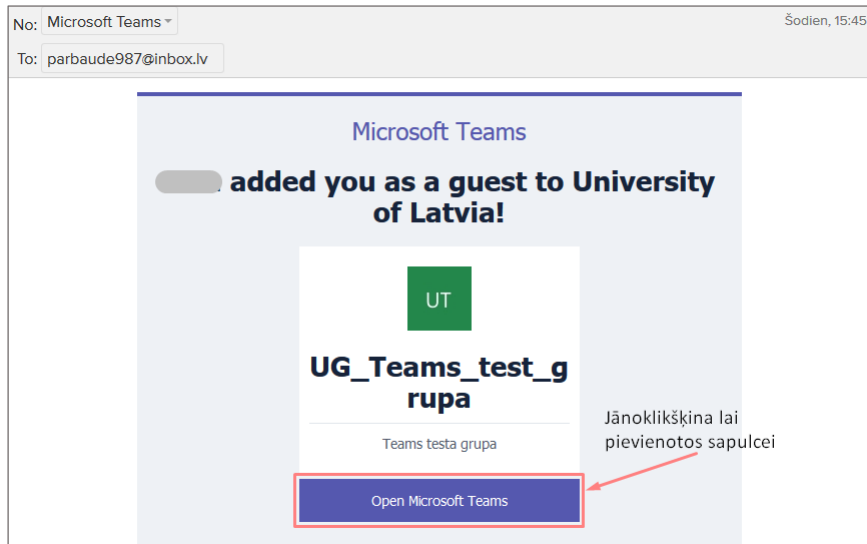 No: Microsoft Teams
Šodien, 15:45
To: parbaude987@inbox.lv
Microsoft Teams
added you as a guest to University
of Latvia!
UT
UG_Teams_test_g
rupa
Teams testa grupa
Jānoklikšķina lai
pievienotos sapulcei
Open Microsoft Teams